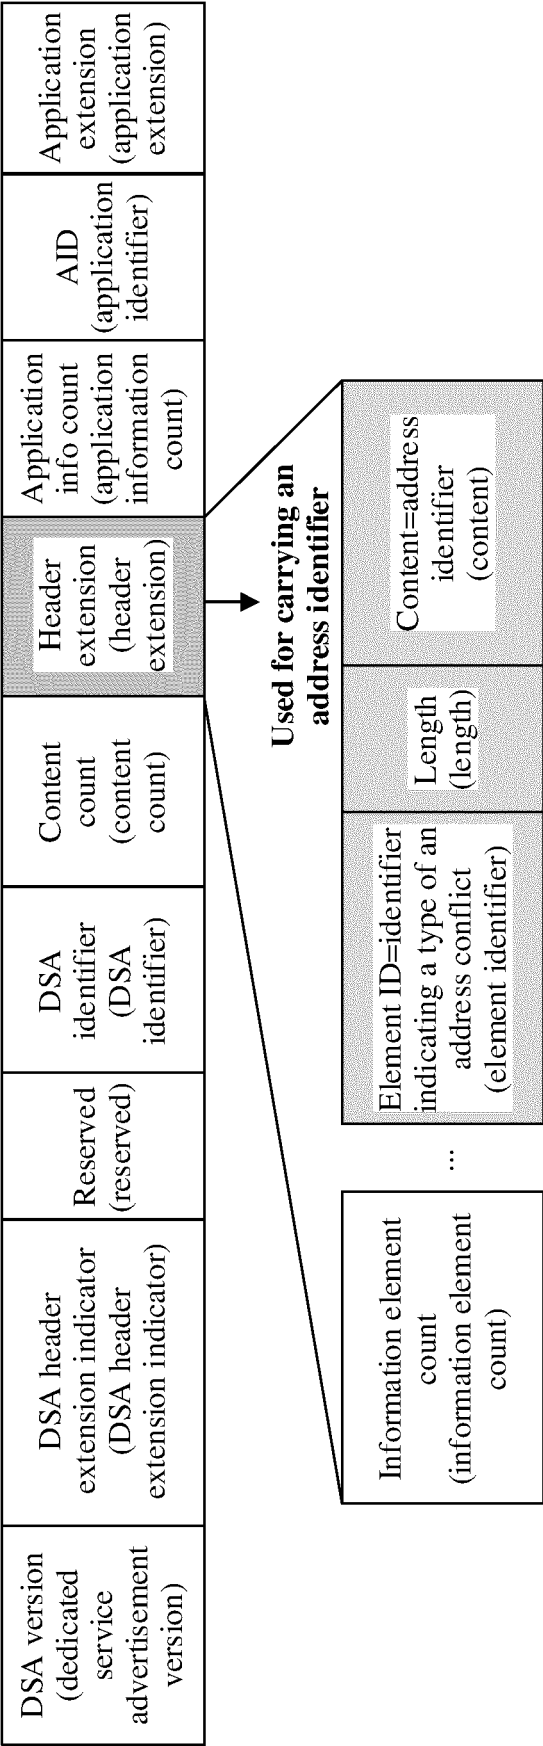 DSA version
(dedicated
service
advertisement
version)
DSA header
extension indicator
(DSA header
extension indicator)
Reserved
(reserved)
DSA
identifier
(DSA
identifier)
Content
count
(content
count)
Header
extension
(header
extension)
Application
info count
(application
information
count)
AID
(application
identifier)
Application
extension
(application
extension)
Used for carrying an
address identifier
Information element
count
(information element
count)
...
Element ID=identifier
indicating a type of an
address conflict
(element identifier)
Length
(length)
Content=address
identifier
(content)